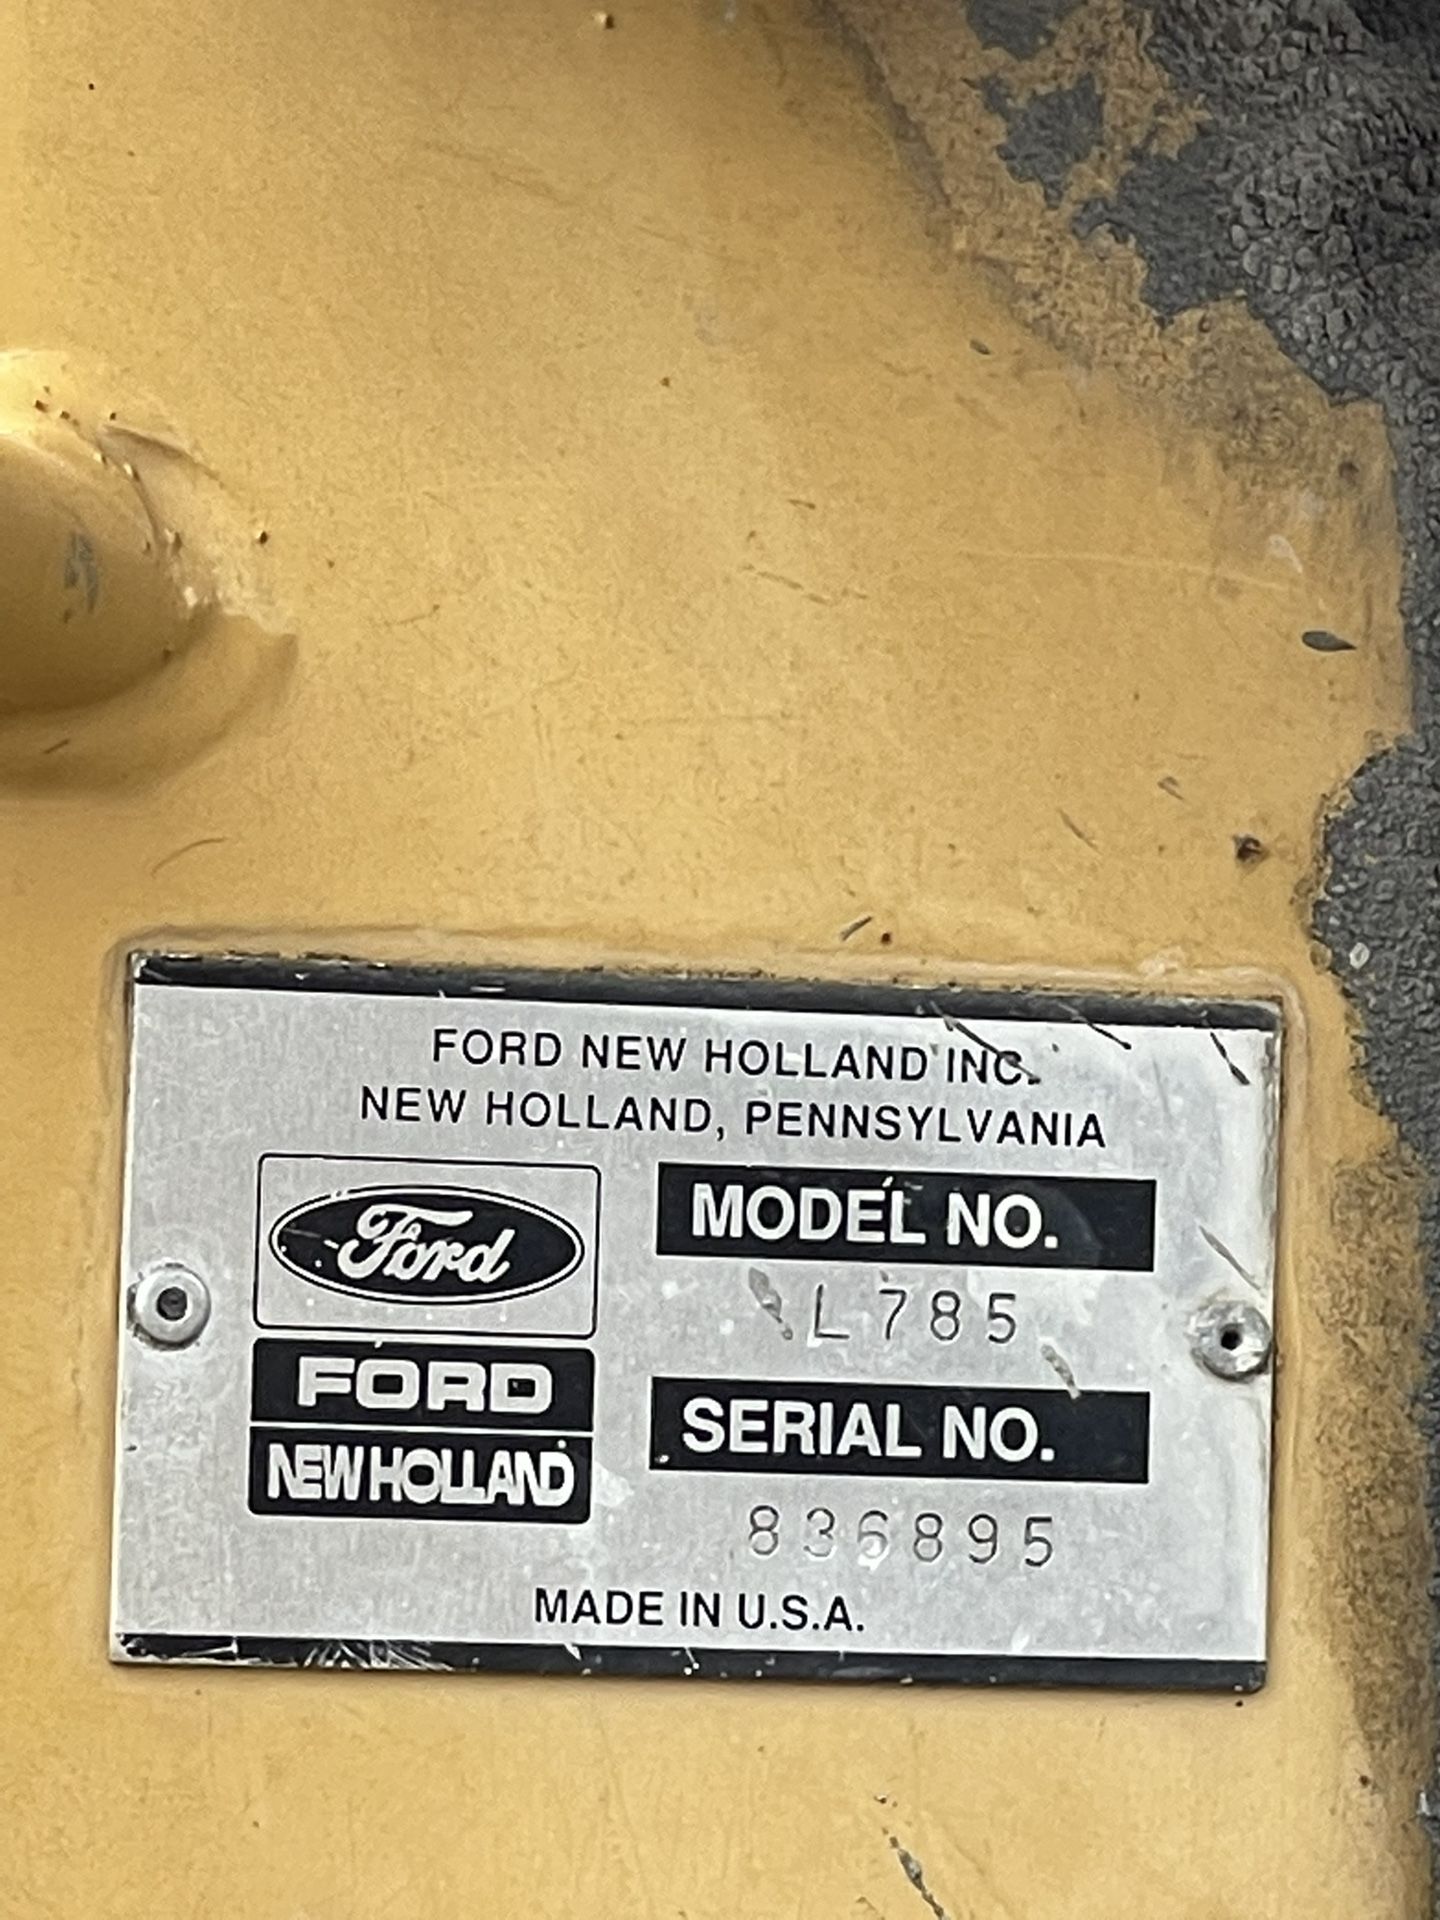 FORD NEW HOLLAND INC.
NEW HOLLAND, PENNSYLVANIA
Ford
FORD
NEW HOLLAND
MODEL NO.
L785
SERIAL NO.
836895
MADE IN U.S.A.